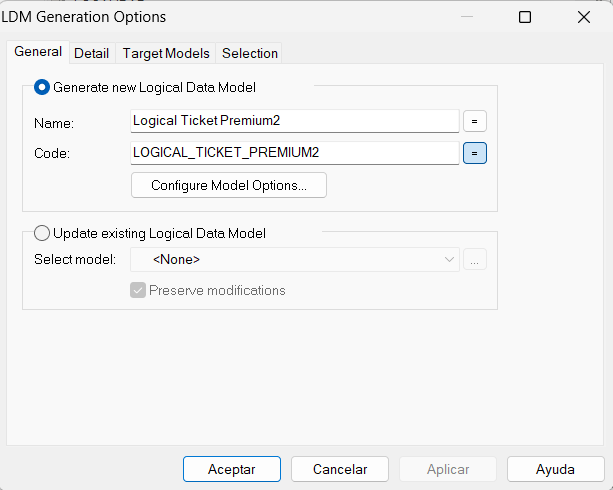 LDM Generation Options
General Detail Target Models Selection
Generate new Logical Data Model
Name: Logical Ticket Premium2 =
Code: LOGICAL_TICKET_PREMIUM2 =
Configure Model Options...
Update existing Logical Data Model
Select model: <None> ...
Preserve modifications
Aceptar Cancelar Aplicar Ayuda